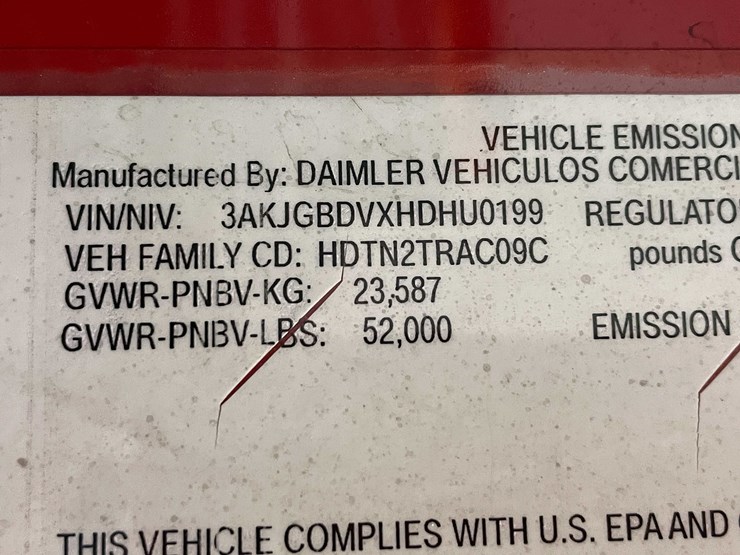 VEHICLE EMISSION
Manufactured By: DAIMLER VEHICULOS COMERCI
VIN/NIV: 3AKJGBDVXHDHU0199 REGULATO
VEH FAMILY CD: HDTN2TRAC09C pounds
GVWR-PNBV-KG: 23,587
GVWR-PNBV-LBS: 52,000 EMISSION
THIS VEHICLE COMPLIES WITH U.S. EPA AND